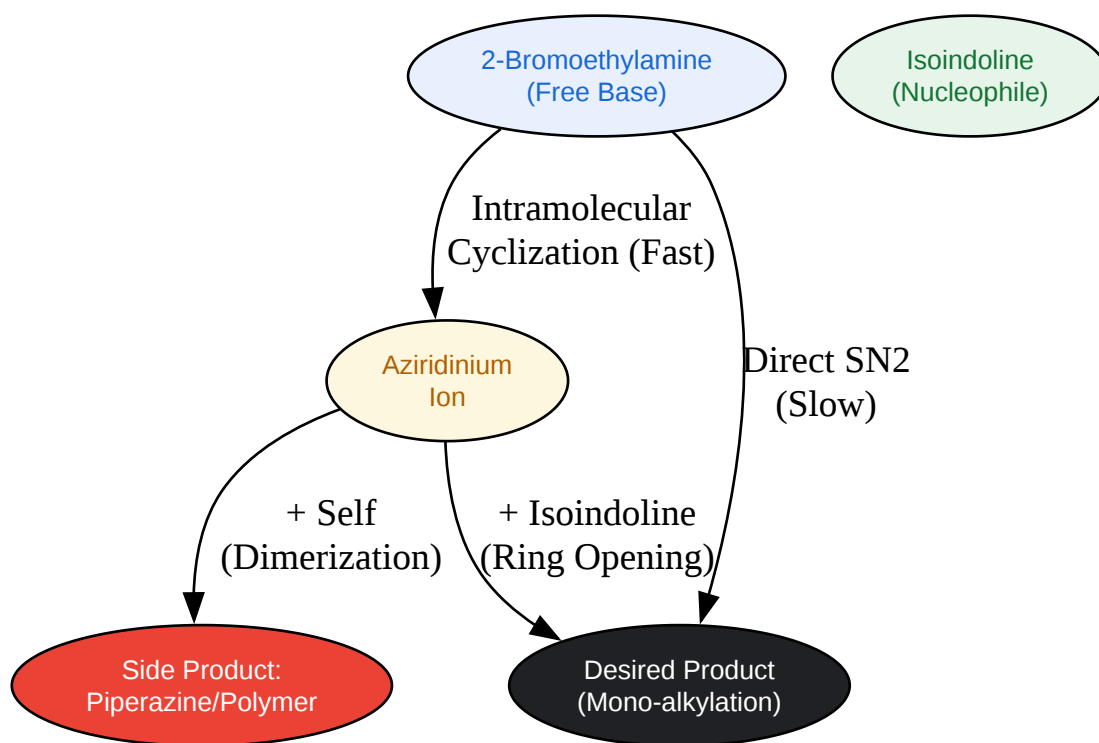 2-Bromoethylamine
(Free Base)
Isoindoline
(Nucleophile)
Intramolecular
Cyclization (Fast)
Direct SN2
(Slow)
Aziridinium
Ion
+ Self
(Dimerization)
+ Isoindoline
(Ring Opening)
Side Product:
Piperazine/Polymer
Desired Product
(Mono-alkylation)